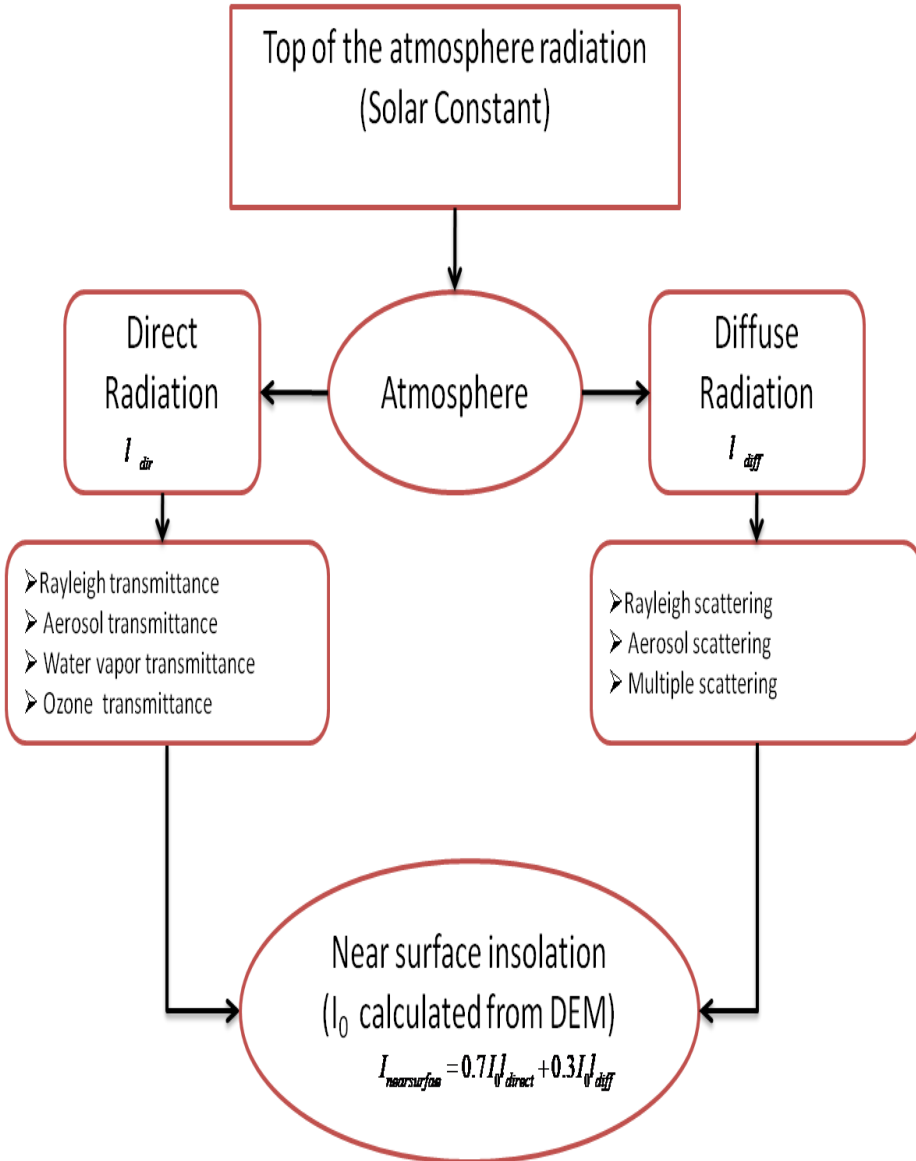 Top of the atmosphere radiation
(Solar Constant)
Direct
Radiation
I dir
Atmosphere
Diffuse
Radiation
I diff
➢Rayleigh transmittance
➢ Aerosol transmittance
➢ Water vapor transmittance
➢ Ozone transmittance
➢Rayleigh scattering
➢ Aerosol scattering
➢ Multiple scattering
Near surface insolation
(I₀ calculated from DEM)
I nearsurfae = 0.7I₀I direct + 0.3I₀I diff